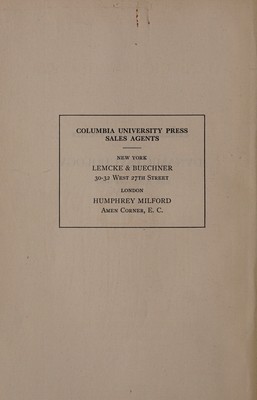 COLUMBIA UNIVERSITY PRESS
SALES AGENTS
NEW YORK
LEMCKE & BUECHNER
30-32 WEST 27TH STREET
LONDON
HUMPHREY MILFORD
AMEN CORNER, E. C.